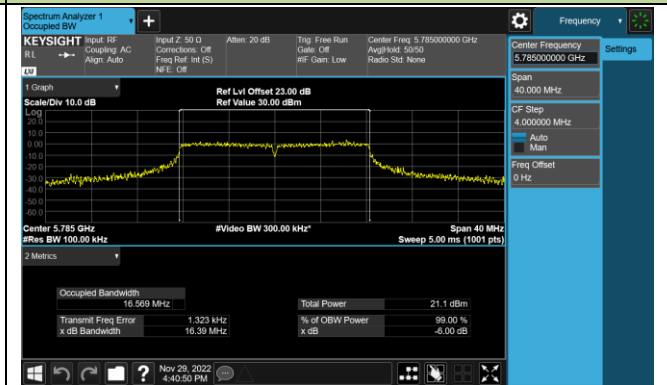 Spectrum Analyzer 1
Occupied BW
Frequency
KEYSIGHT
RL
LXI
Input: RF
Coupling: AC
Align: Auto
Input Z: 50 Ω
Corrections: Off
Freq Ref: Int (S)
NFE: Off
Atten: 20 dB
Trig: Free Run
Gate: Off
#IF Gain: Low
Center Freq: 5.785000000 GHz
Avg|Hold: 50/50
Radio Std: None
Center Frequency
5.785000000 GHz
Settings
Span
40.000 MHz
CF Step
4.000000 MHz
Auto
Man
Freq Offset
0 Hz
1 Graph
Scale/Div 10.0 dB
Ref Lvl Offset 23.00 dB
Ref Value 30.00 dBm
Log
20.0
10.0
0.00
-10.0
-20.0
-30.0
-40.0
-50.0
-60.0
Center 5.785 GHz
#Res BW 100.00 kHz
#Video BW 300.00 kHz*
Span 40 MHz
Sweep 5.00 ms (1001 pts)
2 Metrics
Occupied Bandwidth
16.569 MHz
Total Power 21.1 dBm
Transmit Freq Error 1.323 kHz
% of OBW Power 99.00 %
x dB Bandwidth 16.39 MHz
x dB -6.00 dB
?
Nov 29, 2022
4:40:50 PM